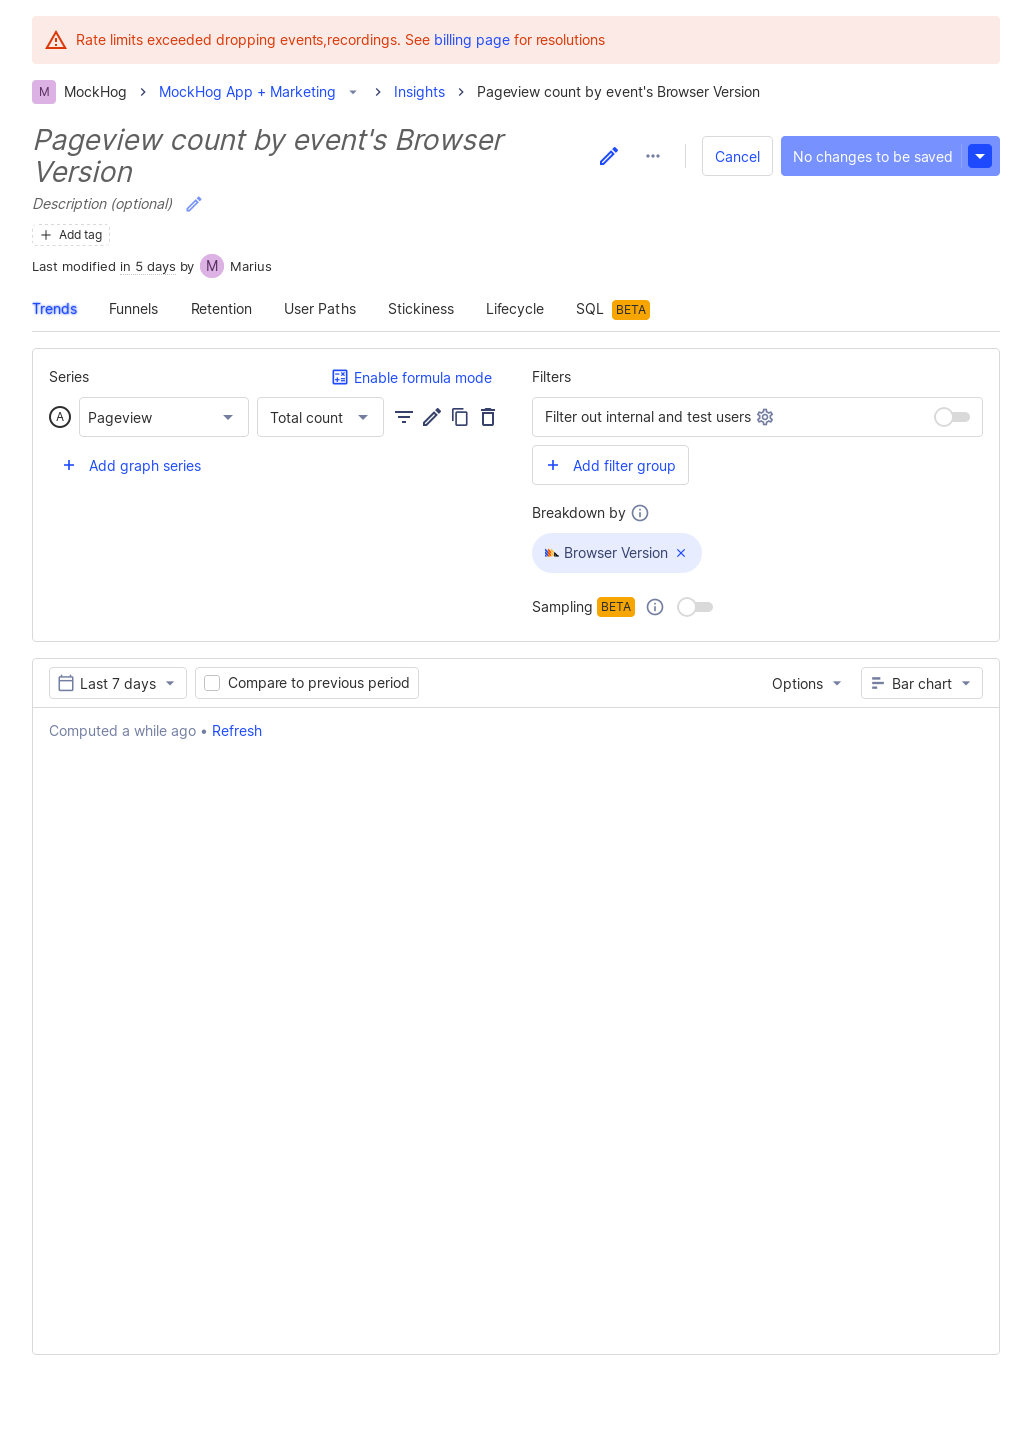 Rate limits exceeded dropping events,recordings. See billing page for resolutions
M MockHog MockHog App + Marketing Insights Pageview count by event's Browser Version
Pageview count by event's Browser
Version
Cancel No changes to be saved
Description (optional)
Add tag
Last modified in 5 days by M Marius
Trends Funnels Retention User Paths Stickiness Lifecycle SQL BETA
Series Enable formula mode
A Pageview Total count
Add graph series
Filters
Filter out internal and test users
Add filter group
Breakdown by
Browser Version
Sampling BETA
Last 7 days Compare to previous period Options Bar chart
Computed a while ago • Refresh